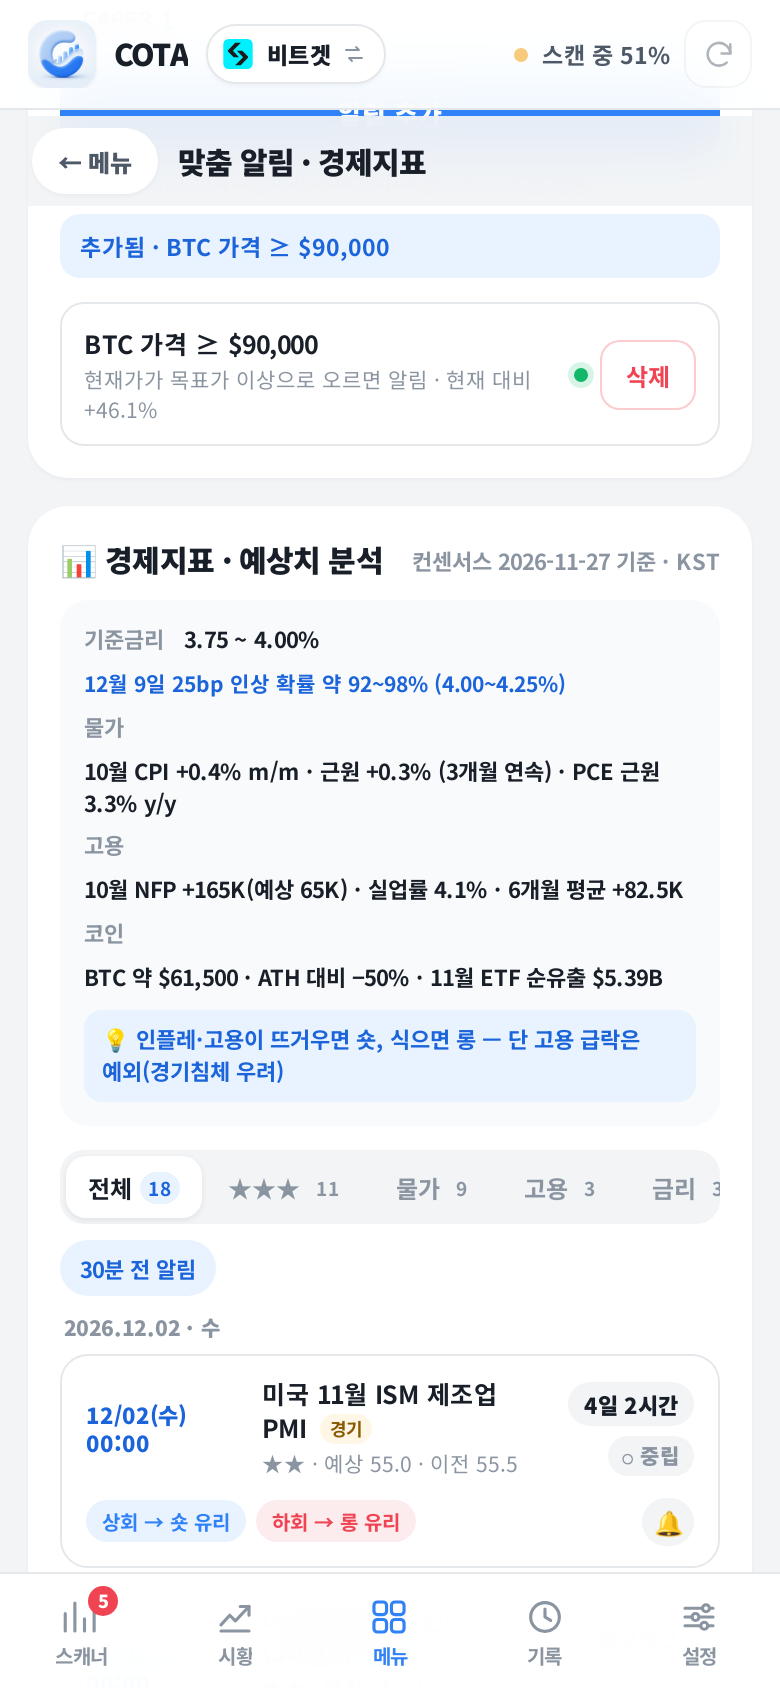 COTA
비트겟
스캔 중 51%
← 메뉴
맞춤 알림 · 경제지표
추가됨 · BTC 가격 ≥ $90,000
BTC 가격 ≥ $90,000
현재가가 목표가 이상으로 오르면 알림 · 현재 대비
+46.1%
삭제
📊 경제지표 · 예상치 분석
컨센서스 2026-11-27 기준 · KST
기준금리 3.75 ~ 4.00%
12월 9일 25bp 인상 확률 약 92~98% (4.00~4.25%)
물가
10월 CPI +0.4% m/m · 근원 +0.3% (3개월 연속) · PCE 근원
3.3% y/y
고용
10월 NFP +165K(예상 65K) · 실업률 4.1% · 6개월 평균 +82.5K
코인
BTC 약 $61,500 · ATH 대비 −50% · 11월 ETF 순유출 $5.39B
💡 인플레·고용이 뜨거우면 숏, 식으면 롱 — 단 고용 급락은
예외(경기침체 우려)
전체 18 ★★★ 11 물가 9 고용 3 금리 3
30분 전 알림
2026.12.02 · 수
12/02(수)
00:00
미국 11월 ISM 제조업
PMI 경기
★★ · 예상 55.0 · 이전 55.5
4일 2시간
○ 중립
상회 → 숏 유리
하회 → 롱 유리
🔔
5
스캐너
시황
메뉴
기록
설정